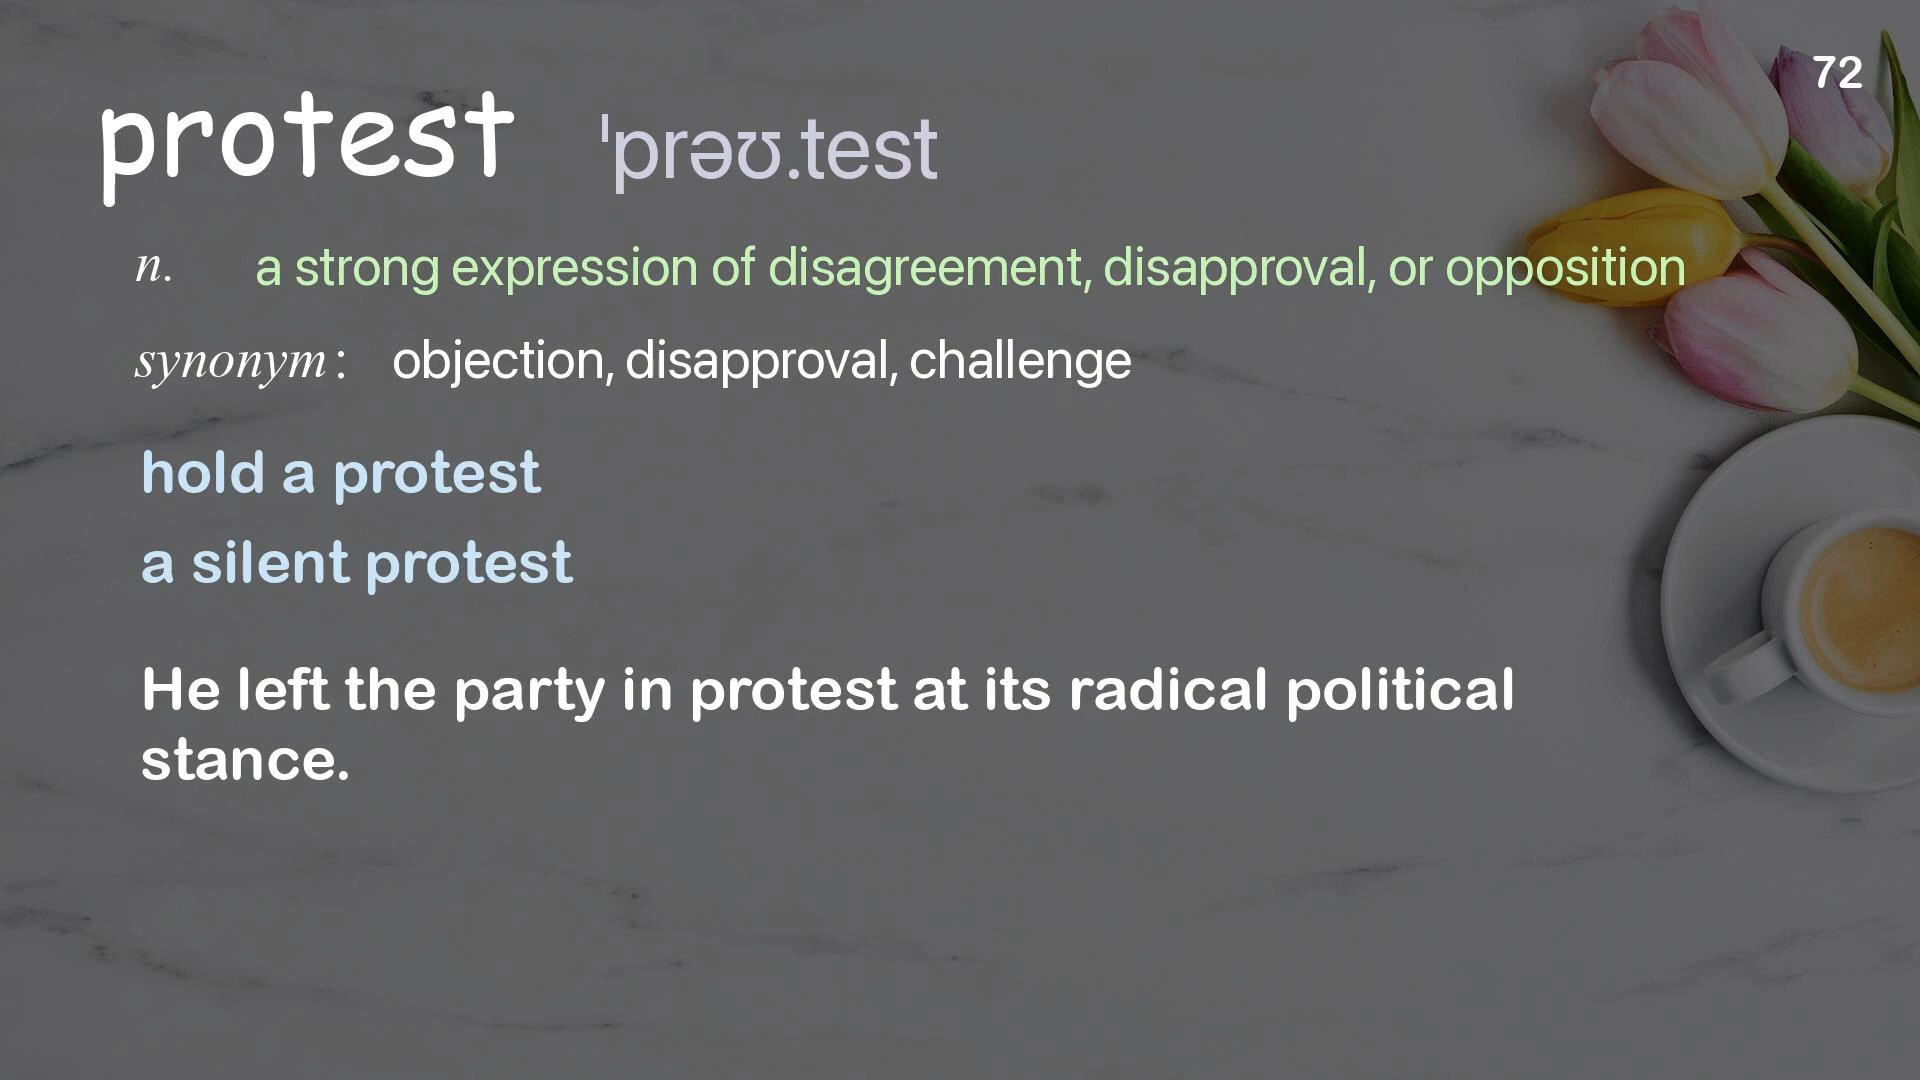 72
protest ˈprəʊ.test
n. a strong expression of disagreement, disapproval, or opposition
synonym: objection, disapproval, challenge
hold a protest
a silent protest
He left the party in protest at its radical political
stance.